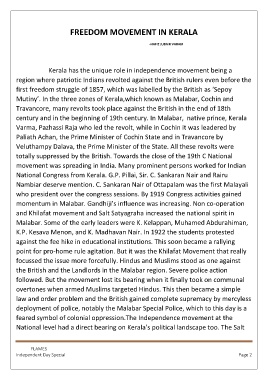 FREEDOM MOVEMENT IN KERALA
Kerala has the unique role in independence movement being a
region where patriotic Indians revolted against the British rulers even before the
first freedom struggle of 1857, which was labelled by the British as ‘Sepoy
Mutiny’. In the three zones of Kerala,which known as Malabar, Cochin and
Travancore, many revolts took place against the British in the end of 18th
century and in the beginning of 19th century. In Malabar, native prince, Kerala
Varma, Pazhassi Raja who led the revolt, while in Cochin it was leadered by
Paliath Achan, the Prime Minister of Cochin State and in Travancore by
Veluthampy Dalava, the Prime Minister of the State, All these revolts were
totally suppressed by the British. Towards the close of the 19th C National
movement was spreading in India. Many prominent persons worked for Indian
National Congress from Kerala. G.P. Pillai, Sir. C. Sankaran Nair and Rairu
Nambiar deserve mention. C. Sankaran Nair of Ottapalam was the first Malayali
who president over the congress sessions. By 1919 Congress activities gained
momentum in Malabar. Gandhiji’s influence was increasing. Non co-operation
and Khilafat movement and Salt Satyagraha increased the national spirit in
Malabar. Some of the early leaders were K. Kelappan, Muhamed Abdurahiman,
K.P. Kesava Menon, and K. Madhavan Nair. In 1922 the students protested
against the fee hike in educational institutions. This soon became a rallying
point for pro-home rule agitation. But it was the Khilafat Movement that really
focussed the issue more forcefully. Hindus and Muslims stood as one against
the British and the Landlords in the Malabar region. Severe police action
followed. But the movement lost its bearing when it finally took on communal
overtones when armed Muslims targeted Hindus. This then became a simple
law and order problem and the British gained complete supremacy by merciless
deployment of police, notably the Malabar Special Police, which to this day is a
feared symbol of colonial oppression.The Independence movement at the
National level had a direct bearing on Kerala’s political landscape too. The Salt
FLAMES
Independent Day Special Page 2